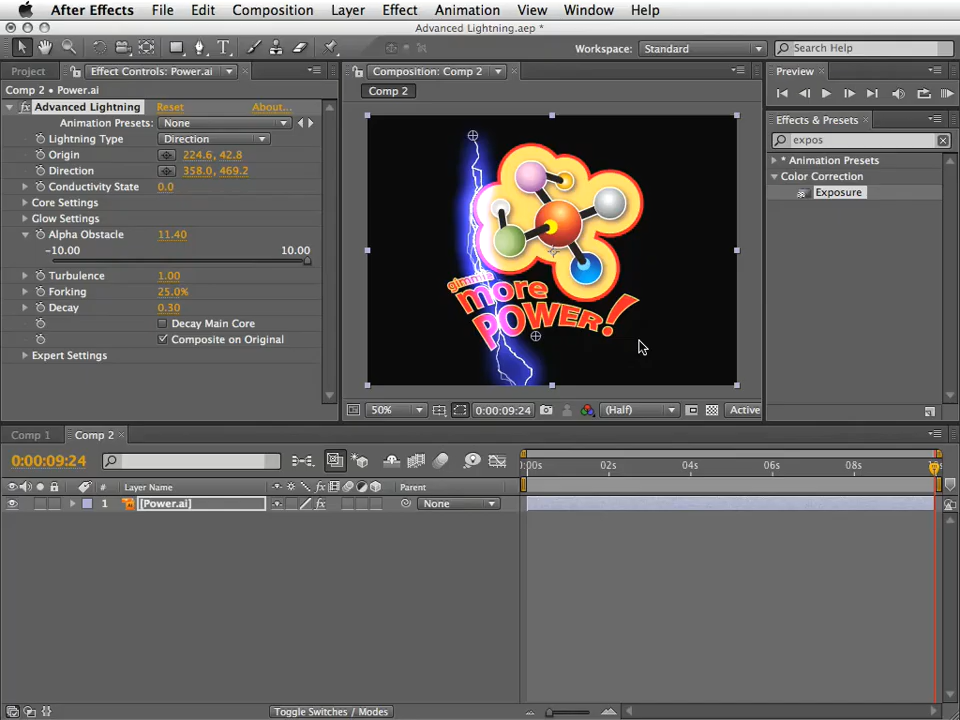 After Effects File Edit Composition Layer Effect Animation View Window Help
Advanced Lightning.aep *
Workspace: Standard Search Help
Project Effect Controls: Power.ai
Composition: Comp 2
Preview
Comp 2 • Power.ai
Comp 2
fx Advanced Lightning Reset About...
Animation Presets: None
Lightning Type Direction
Origin 224.6, 42.8
Direction 358.0, 469.2
Conductivity State 0.0
Core Settings
Glow Settings
Alpha Obstacle 11.40
-10.00 10.00
Turbulence 1.00
Forking 25.0%
Decay 0.30
Decay Main Core
Composite on Original
Expert Settings
gimmie
more
POWER!
50% 0:00:09:24 (Half) Active
Effects & Presets
expos
* Animation Presets
Color Correction
Exposure
Comp 1 Comp 2
0:00:09:24
:00s 02s 04s 06s 08s 10s
# Layer Name fx Parent
1 [Power.ai] fx None
Toggle Switches / Modes